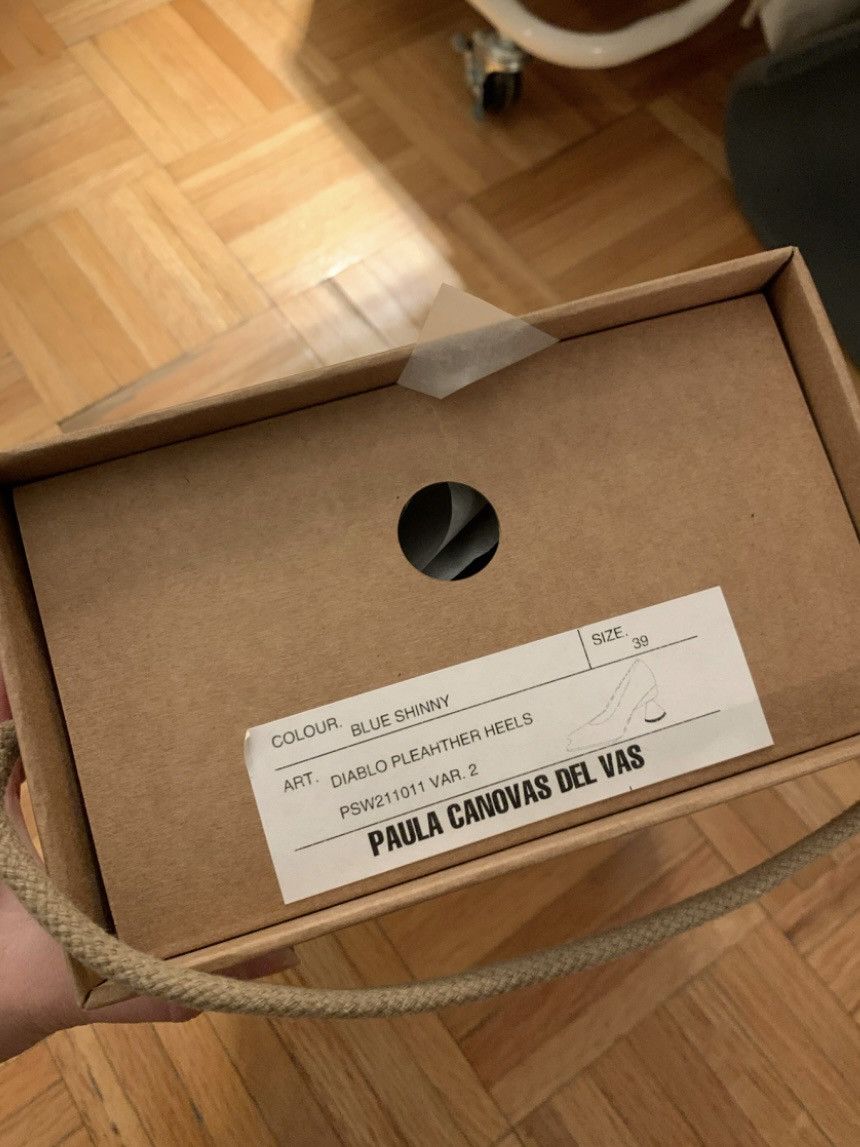 COLOUR. BLUE SHINNY
SIZE. 39
ART. DIABLO PLEAHTHER HEELS
PSW211011 VAR. 2
PAULA CANOVAS DEL VAS